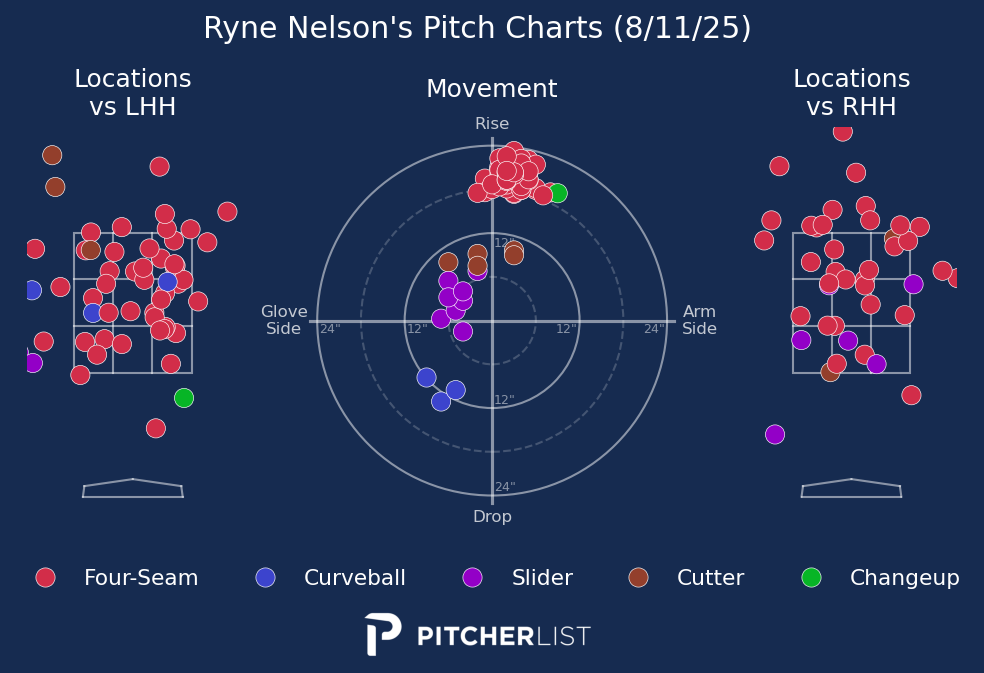 Ryne Nelson's Pitch Charts (8/11/25)
Locations
vs LHH
Movement
Locations
vs RHH
Rise
12"
Glove
Side
24"
12"
12"
24"
Arm
Side
12"
24"
Drop
Four-Seam
Curveball
Slider
Cutter
Changeup
PITCHERLIST